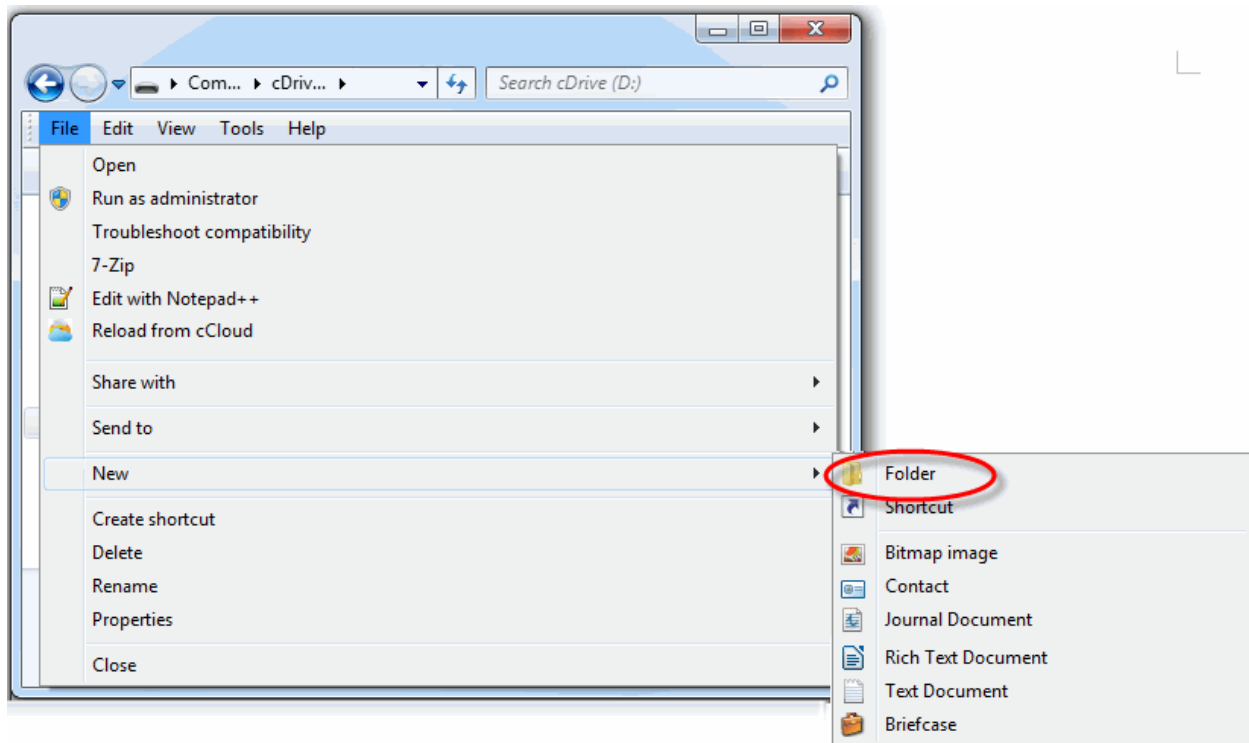 Com... cDriv... Search cDrive (D:)
File Edit View Tools Help
Open
Run as administrator
Troubleshoot compatibility
7-Zip
Edit with Notepad++
Reload from cCloud
Share with
Send to
New
Create shortcut
Delete
Rename
Properties
Close
Folder
Shortcut
Bitmap image
Contact
Journal Document
Rich Text Document
Text Document
Briefcase